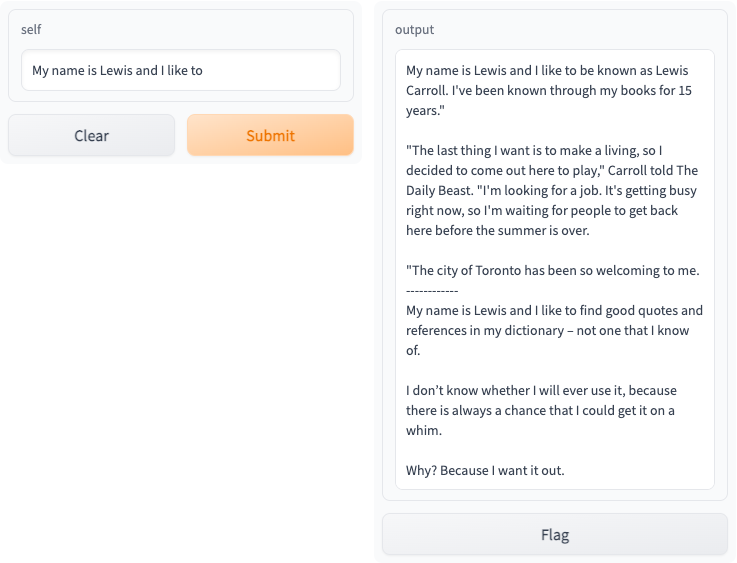 self
My name is Lewis and I like to
Clear
Submit
output
My name is Lewis and I like to be known as Lewis
Carroll. I've been known through my books for 15
years."
"The last thing I want is to make a living, so I
decided to come out here to play," Carroll told The
Daily Beast. "I'm looking for a job. It's getting busy
right now, so I'm waiting for people to get back
here before the summer is over.
"The city of Toronto has been so welcoming to me.
------------
My name is Lewis and I like to find good quotes and
references in my dictionary – not one that I know
of.
I don’t know whether I will ever use it, because
there is always a chance that I could get it on a
whim.
Why? Because I want it out.
Flag